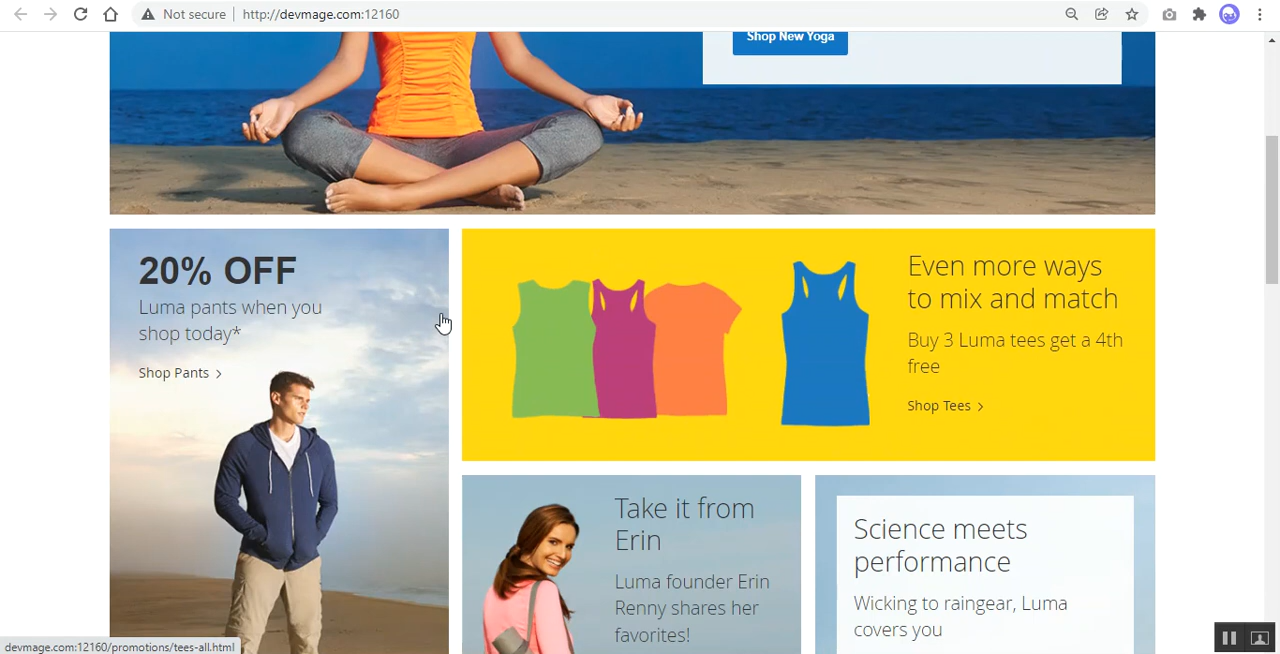 Not secure
http://devmage.com:12160
Shop New Yoga
20% OFF
Luma pants when you
shop today*
Shop Pants >
Even more ways
to mix and match
Buy 3 Luma tees get a 4th
free
Shop Tees >
Take it from
Erin
Luma founder Erin
Renny shares her
favorites!
Science meets
performance
Wicking to raingear, Luma
covers you
devmage.com:12160/promotions/tees-all.html